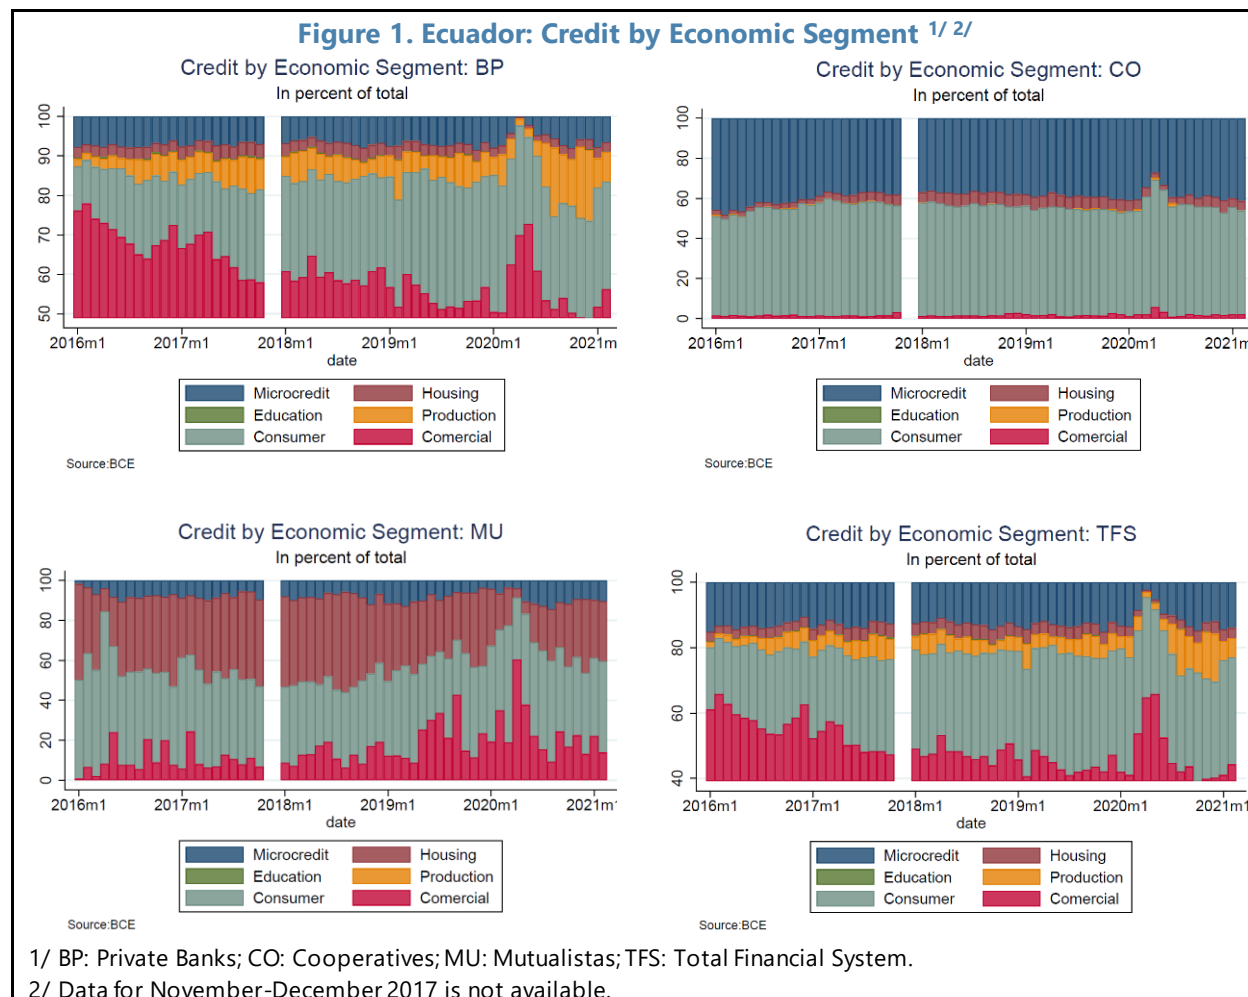 Figure 1. Ecuador: Credit by Economic Segment 1/ 2/
Credit by Economic Segment: BP
In percent of total
100
90
80
70
60
50
2016m1 2017m1 2018m1 2019m1 2020m1 2021m1
date
Microcredit Housing
Education Production
Consumer Comercial
Source:BCE
Credit by Economic Segment: CO
In percent of total
100
80
60
40
20
0
2016m1 2017m1 2018m1 2019m1 2020m1 2021m
date
Microcredit Housing
Education Production
Consumer Comercial
Source:BCE
Credit by Economic Segment: MU
In percent of total
100
80
60
40
20
0
2016m1 2017m1 2018m1 2019m1 2020m1 2021m1
date
Microcredit Housing
Education Production
Consumer Comercial
Source:BCE
Credit by Economic Segment: TFS
In percent of total
100
80
60
40
2016m1 2017m1 2018m1 2019m1 2020m1 2021m1
date
Microcredit Housing
Education Production
Consumer Comercial
Source:BCE
1/ BP: Private Banks; CO: Cooperatives; MU: Mutualistas; TFS: Total Financial System.
2/ Data for November-December 2017 is not available.